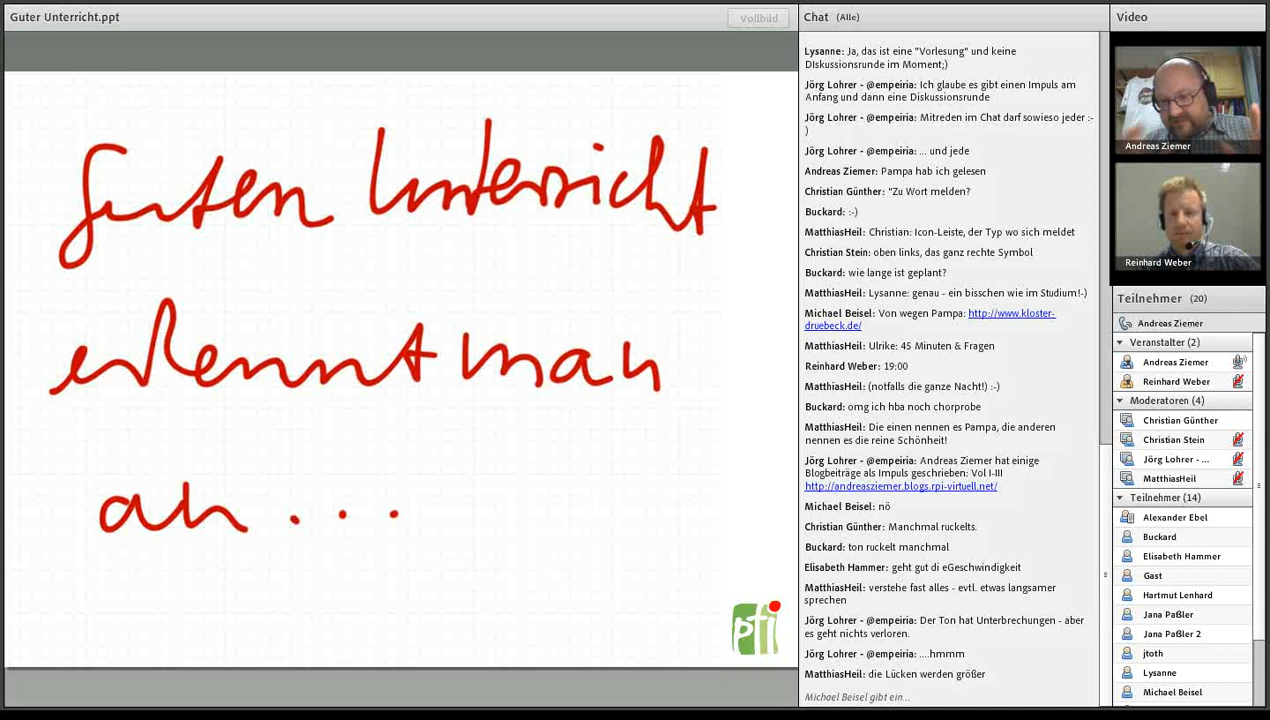 Guter Unterricht.ppt
Vollbild
Guten Unterricht
erkennt man
an ...
pti
Chat (Alle)
Lysanne: Ja, das ist eine "Vorlesung" und keine
DIskussionsrunde im Moment;)
Jörg Lohrer - @empeiria: Ich glaube es gibt einen Impuls am
Anfang und dann eine Diskussionsrunde
Jörg Lohrer - @empeiria: Mitreden im Chat darf sowieso jeder :-
)
Jörg Lohrer - @empeiria: ... und jede
Andreas Ziemer: Pampa hab ich gelesen
Christian Günther: "Zu Wort melden?
Buckard: :-)
MatthiasHeil: Christian: Icon-Leiste, der Typ wo sich meldet
Christian Stein: oben links, das ganz rechte Symbol
Buckard: wie lange ist geplant?
MatthiasHeil: Lysanne: genau - ein bisschen wie im Studium!-)
Michael Beisel: Von wegen Pampa: http://www.kloster-
druebeck.de/
MatthiasHeil: Ulrike: 45 Minuten & Fragen
Reinhard Weber: 19:00
MatthiasHeil: (notfalls die ganze Nacht!) :-)
Buckard: omg ich hba noch chorprobe
MatthiasHeil: Die einen nennen es Pampa, die anderen
nennen es die reine Schönheit!
Jörg Lohrer - @empeiria: Andreas Ziemer hat einige
Blogbeiträge als Impuls geschrieben: Vol I-III
http://andreasziemer.blogs.rpi-virtuell.net/
Michael Beisel: nö
Christian Günther: Manchmal ruckelts.
Buckard: ton ruckelt manchmal
Elisabeth Hammer: geht gut di eGeschwindigkeit
MatthiasHeil: verstehe fast alles - evtl. etwas langsamer
sprechen
Jörg Lohrer - @empeiria: Der Ton hat Unterbrechungen - aber
es geht nichts verloren.
Jörg Lohrer - @empeiria: ....hmmm
MatthiasHeil: die Lücken werden größer
Michael Beisel gibt ein...
Video
Andreas Ziemer
Reinhard Weber
Teilnehmer (20)
Andreas Ziemer
Veranstalter (2)
Andreas Ziemer
Reinhard Weber
Moderatoren (4)
Christian Günther
Christian Stein
Jörg Lohrer - ...
MatthiasHeil
Teilnehmer (14)
Alexander Ebel
Buckard
Elisabeth Hammer
Gast
Hartmut Lenhard
Jana Paßler
Jana Paßler 2
jtoth
Lysanne
Michael Beisel